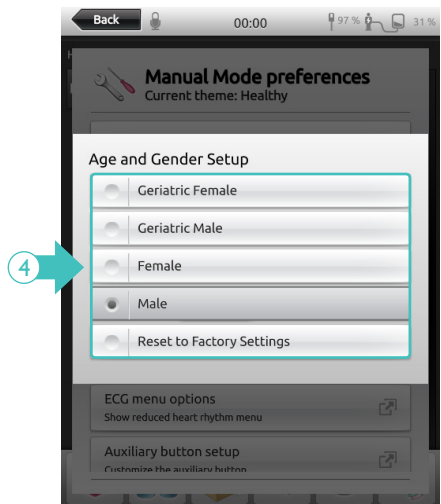 Back
00:00
97 %
31 %
H
Manual Mode preferences
Current theme: Healthy
Age and Gender Setup
Geriatric Female
Geriatric Male
4
Female
Male
Reset to Factory Settings
ECG menu options
Show reduced heart rhythm menu
Auxiliary button setup
Customize the auxiliary button